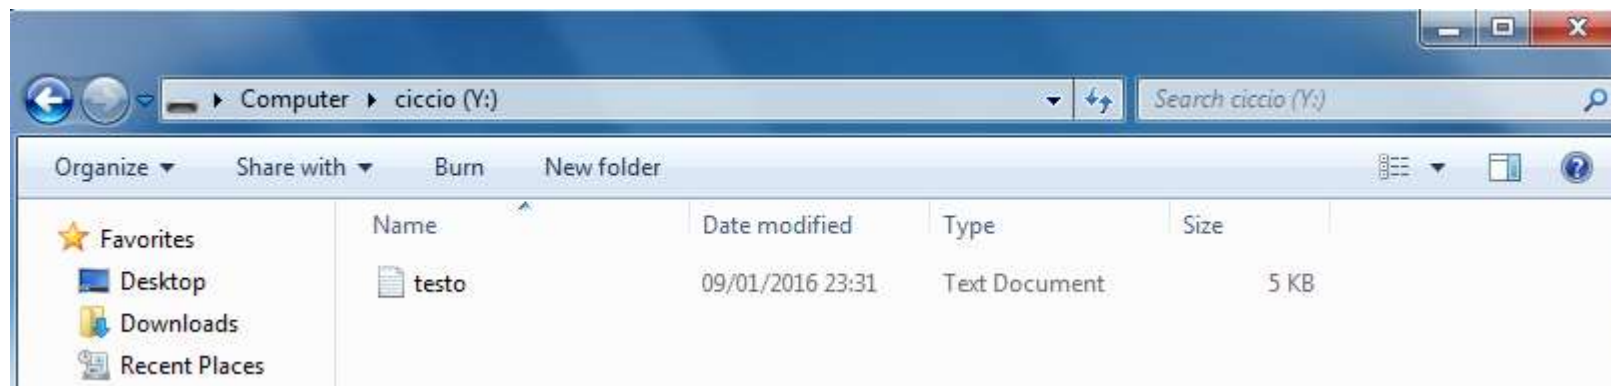 Computer ciccio (Y:) Search ciccio (Y:)
Organize Share with Burn New folder
Favorites
Desktop
Downloads
Recent Places
Name Date modified Type Size
testo 09/01/2016 23:31 Text Document 5 KB